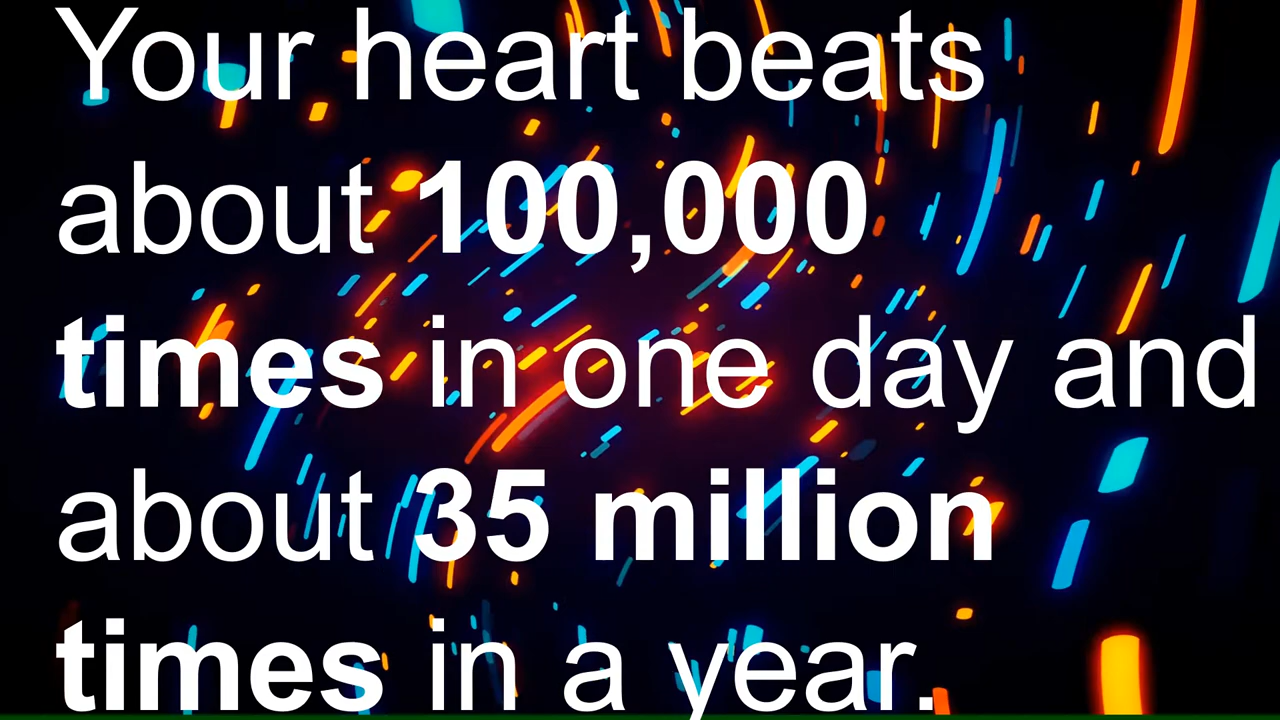 Your heart beats
about 100,000
times in one day and
about 35 million
times in a year.